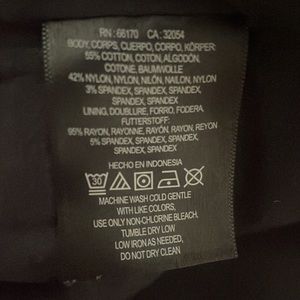 RN : 66170 CA : 32054
BODY, CORPS, CUERPO, CORPO, KÖRPER:
55% COTTON, COTON, ALGODÓN,
COTONE, BAUMWOLLE
42% NYLON, NYLON, NILÓN, NAILON, NYLON
3% SPANDEX, SPANDEX, SPANDEX,
SPANDEX, SPANDEX
LINING, DOUBLURE, FORRO, FODERA,
FUTTERSTOFF:
95% RAYON, RAYONNE, RAYÓN, RAYON, REYON
5% SPANDEX, SPANDEX, SPANDEX,
SPANDEX, SPANDEX
HECHO EN INDONESIA
30
MACHINE WASH COLD GENTLE
WITH LIKE COLORS,
USE ONLY NON-CHLORINE BLEACH.
TUMBLE DRY LOW
LOW IRON AS NEEDED,
DO NOT DRY CLEAN